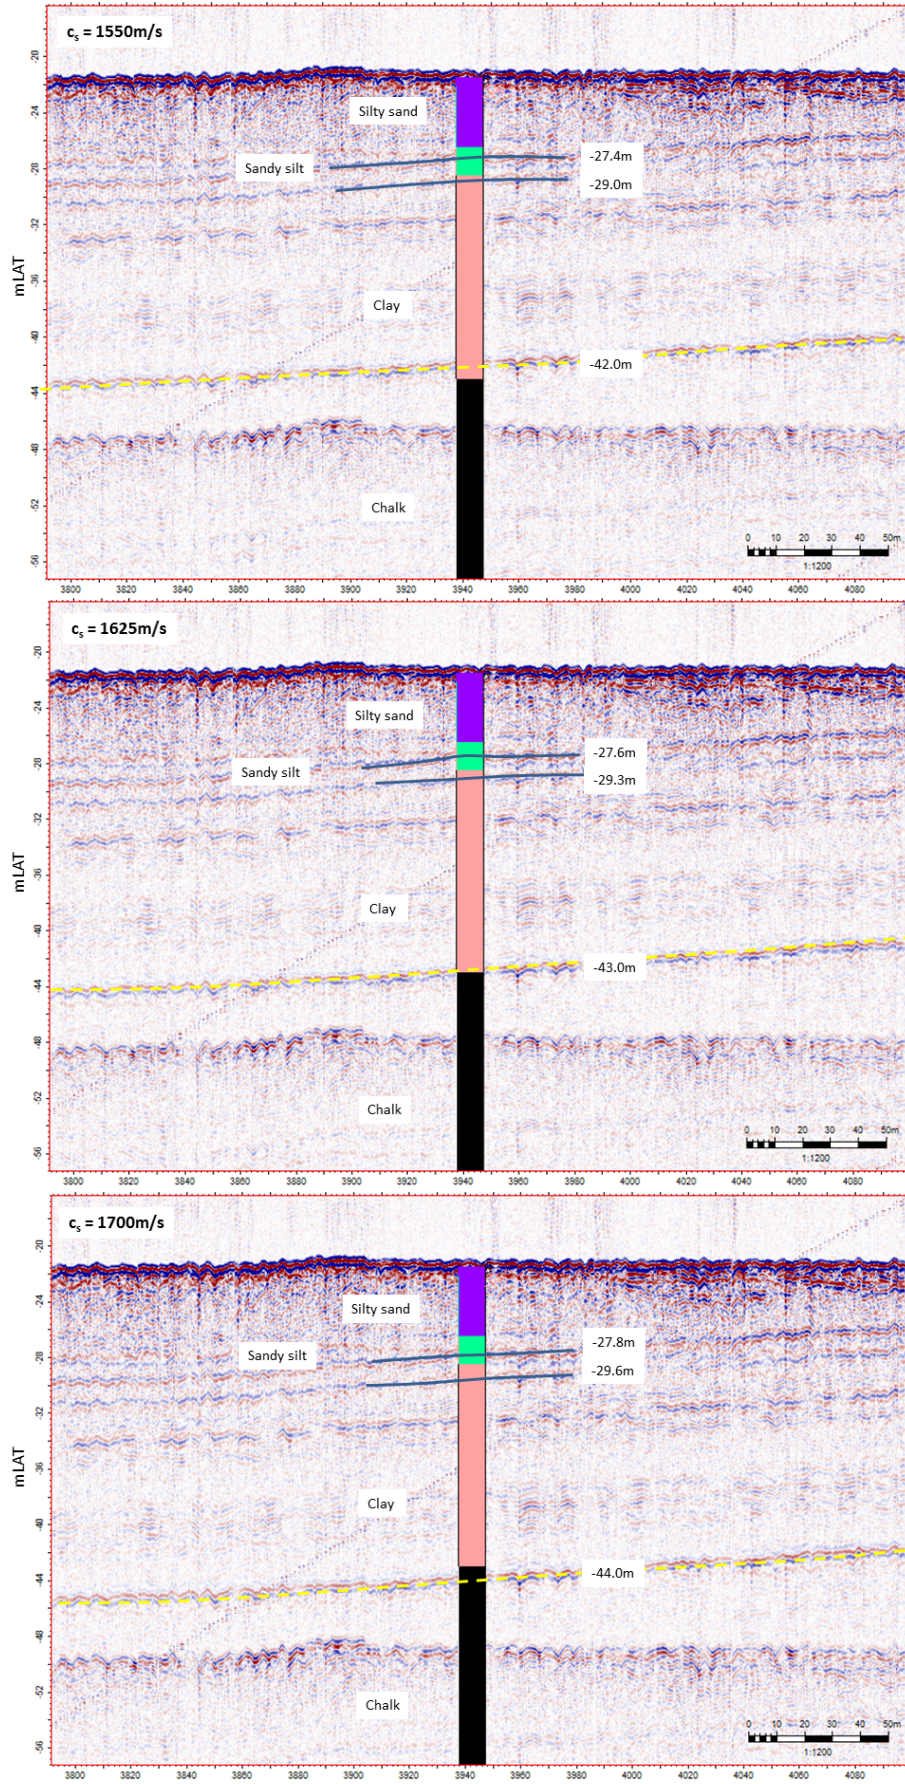 cs = 1550m/s
-20
Silty sand
-24
-27.4m
Sandy silt
-28
-29.0m
-32
mLAT
-36
Clay
-40
-42.0m
-44
-48
Chalk
-52
0 10 20 30 40 50m
1:1200
-56
3800 3820 3840 3860 3880 3900 3920 3940 3960 3980 4000 4020 4040 4060 4080
cs = 1625m/s
-20
Silty sand
-24
-27.6m
Sandy silt
-28
-29.3m
-32
mLAT
-36
Clay
-40
-43.0m
-44
-48
Chalk
-52
0 10 20 30 40 50m
1:1200
-56
3800 3820 3840 3860 3880 3900 3920 3940 3960 3980 4000 4020 4040 4060 4080
cs = 1700m/s
-20
Silty sand
-24
-27.8m
Sandy silt
-28
-29.6m
-32
mLAT
-36
Clay
-40
-44.0m
-44
-48
Chalk
-52
0 10 20 30 40 50m
1:1200
-56
3800 3820 3840 3860 3880 3900 3920 3940 3960 3980 4000 4020 4040 4060 4080